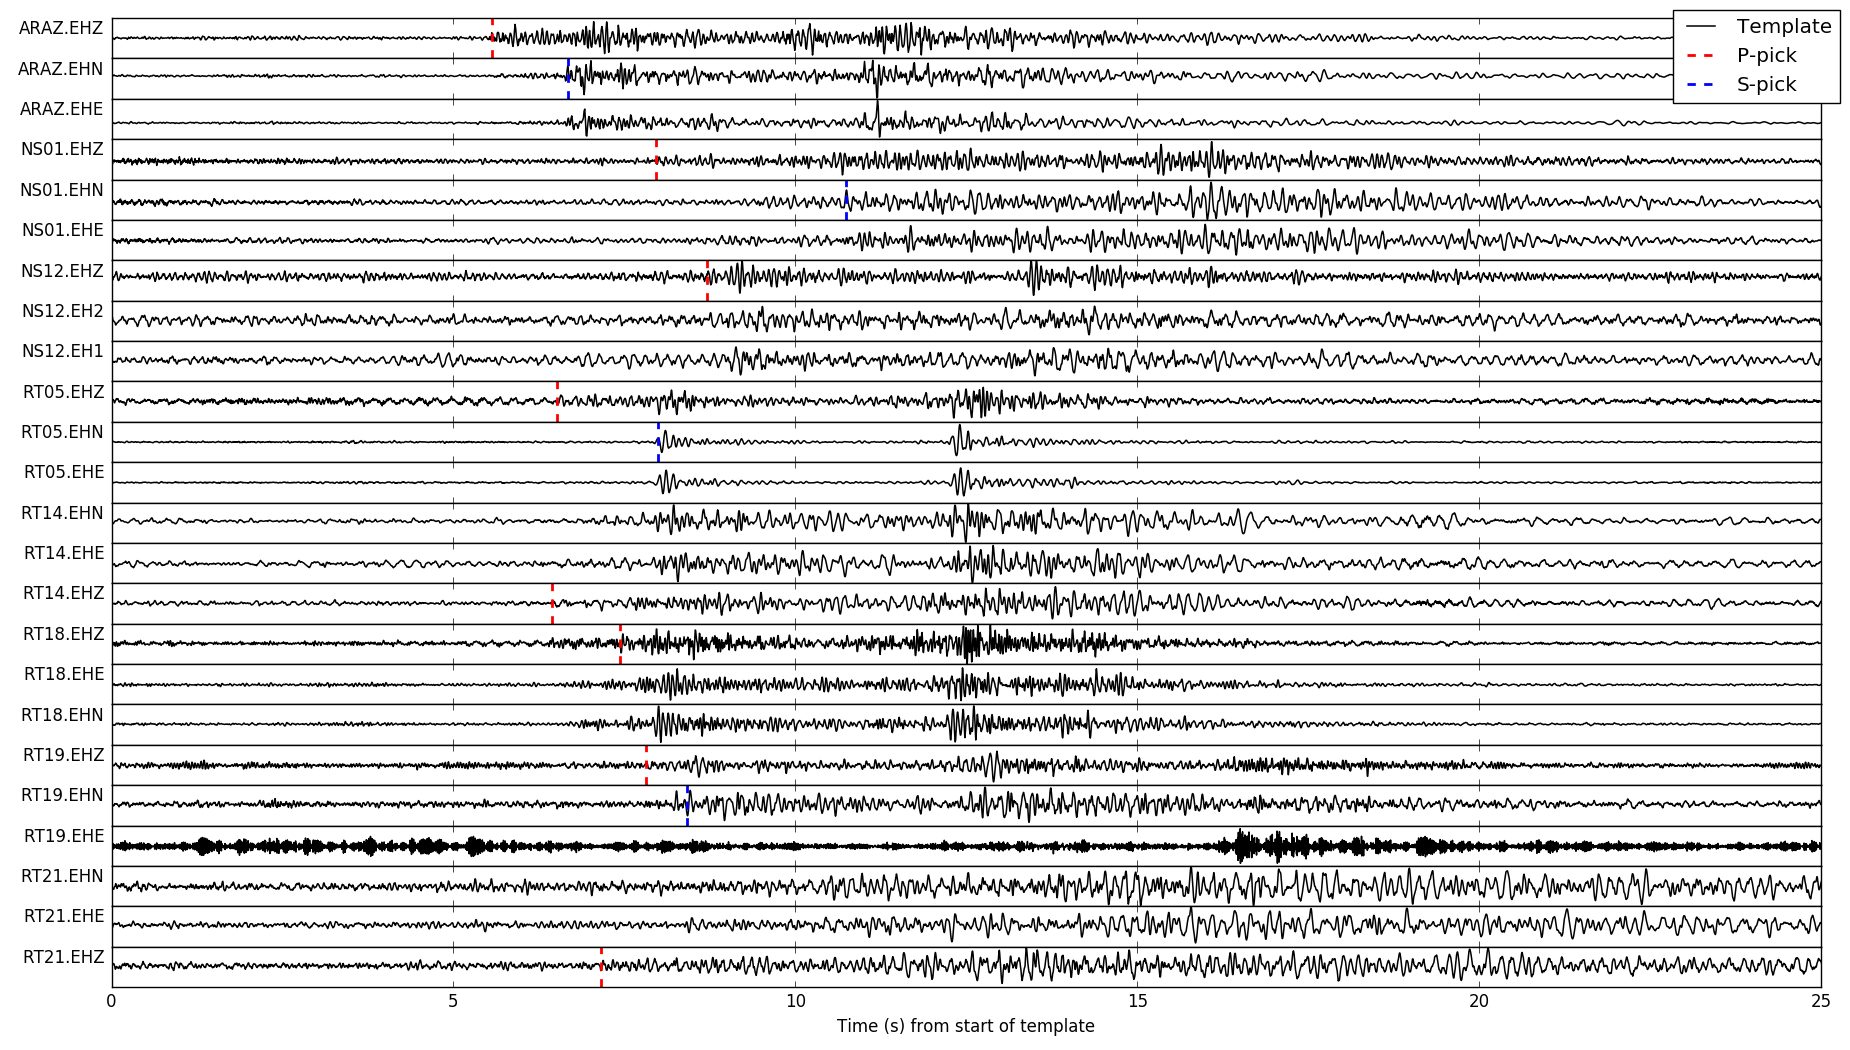 ARAZ.EHZ
ARAZ.EHN
ARAZ.EHE
NS01.EHZ
NS01.EHN
NS01.EHE
NS12.EHZ
NS12.EH2
NS12.EH1
RT05.EHZ
RT05.EHN
RT05.EHE
RT14.EHN
RT14.EHE
RT14.EHZ
RT18.EHZ
RT18.EHE
RT18.EHN
RT19.EHZ
RT19.EHN
RT19.EHE
RT21.EHN
RT21.EHE
RT21.EHZ
Template
P-pick
S-pick
0 5 10 15 20 25
Time (s) from start of template